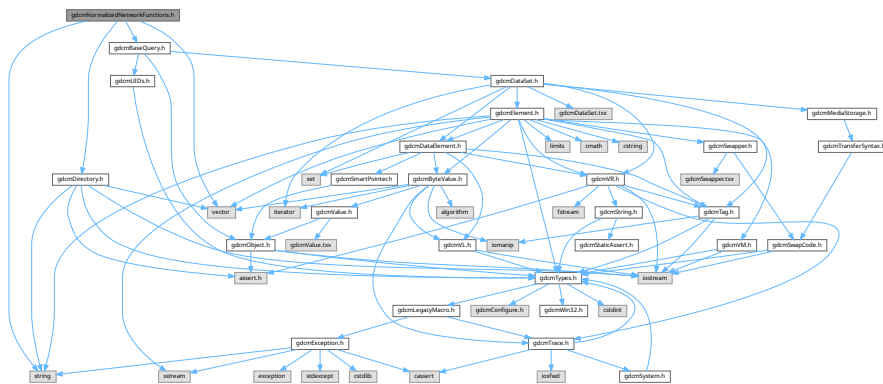 gdcmNormalizedNetworkFunctions.h
gdcmBaseQuery.h
gdcmUIDs.h
gdcmDataSet.h
gdcmElement.h
gdcmDataSet.txx
gdcmMediaStorage.h
gdcmDataElement.h
limits
cmath
cstring
gdcmSwapper.h
gdcmTransferSyntax.h
gdcmDirectory.h
set
gdcmSmartPointer.h
gdcmByteValue.h
gdcmVR.h
gdcmSwapper.txx
vector
iterator
gdcmValue.h
algorithm
fstream
gdcmString.h
gdcmTag.h
gdcmObject.h
gdcmValue.txx
gdcmVL.h
iomanip
gdcmStaticAssert.h
gdcmVM.h
gdcmSwapCode.h
assert.h
gdcmTypes.h
iostream
gdcmLegacyMacro.h
gdcmConfigure.h
gdcmWin32.h
cstdint
gdcmException.h
gdcmTrace.h
string
sstream
exception
stdexcept
cstdlib
cassert
iosfwd
gdcmSystem.h